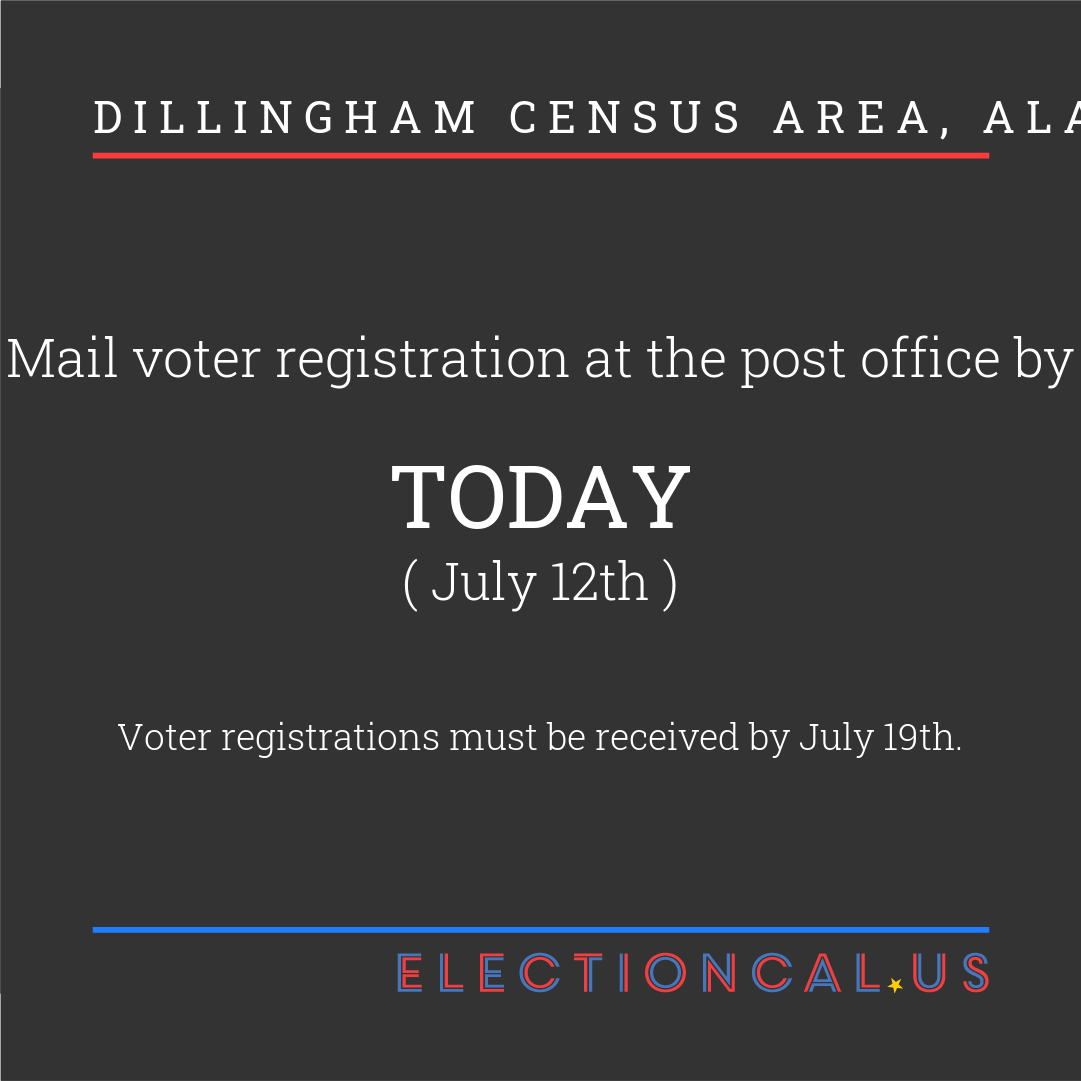 DILLINGHAM CENSUS AREA, ALA
Mail voter registration at the post office by
TODAY
( July 12th )
Voter registrations must be received by July 19th.
ELECTIONCAL.US